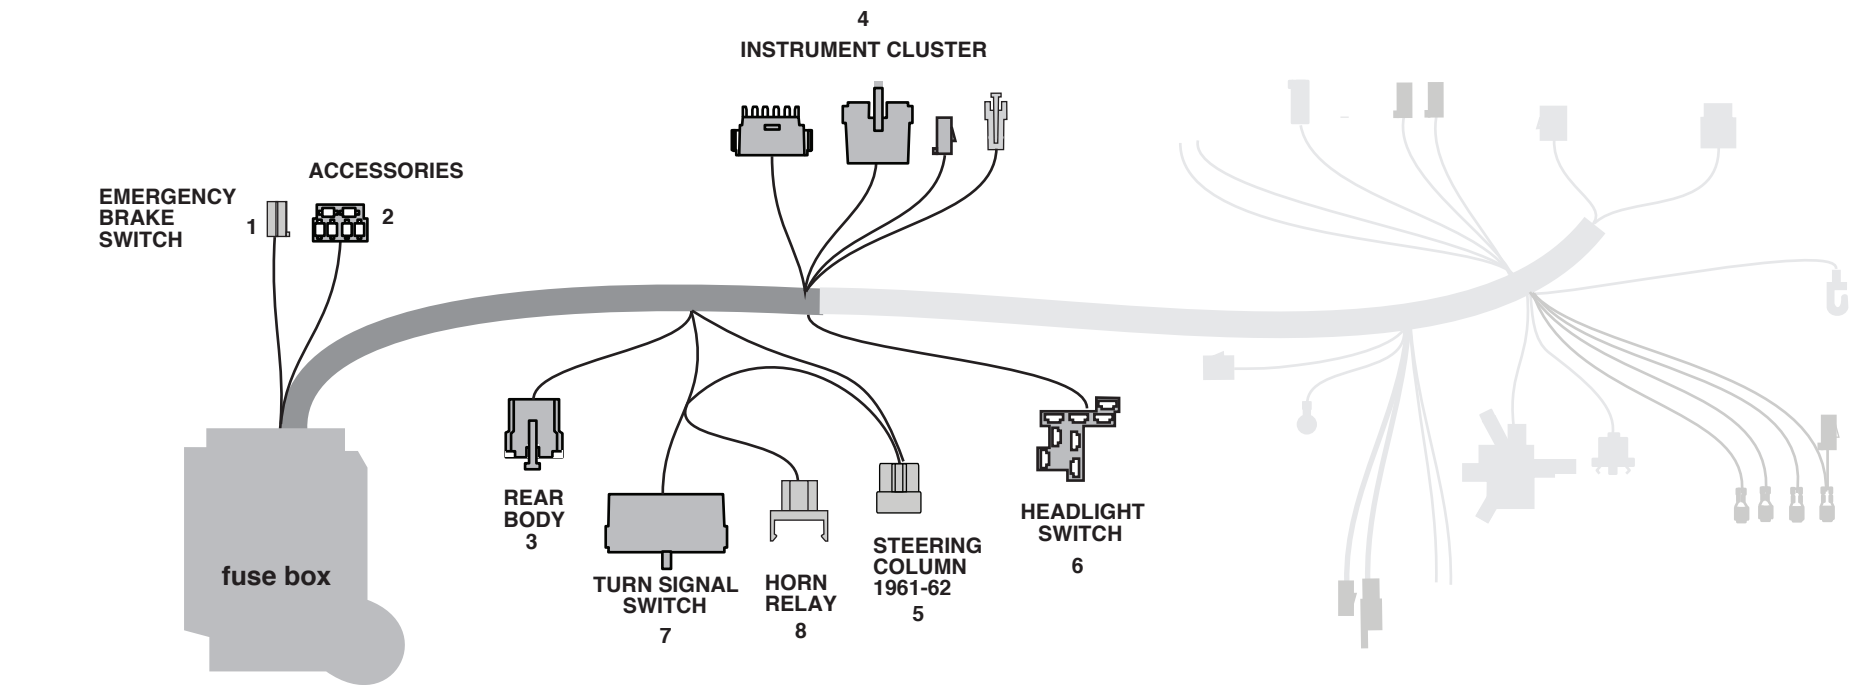 4
INSTRUMENT CLUSTER
ACCESSORIES
EMERGENCY
BRAKE
SWITCH
1
2
REAR
BODY
3
fuse box
TURN SIGNAL
SWITCH
7
HORN
RELAY
8
STEERING
COLUMN
1961-62
5
HEADLIGHT
SWITCH
6